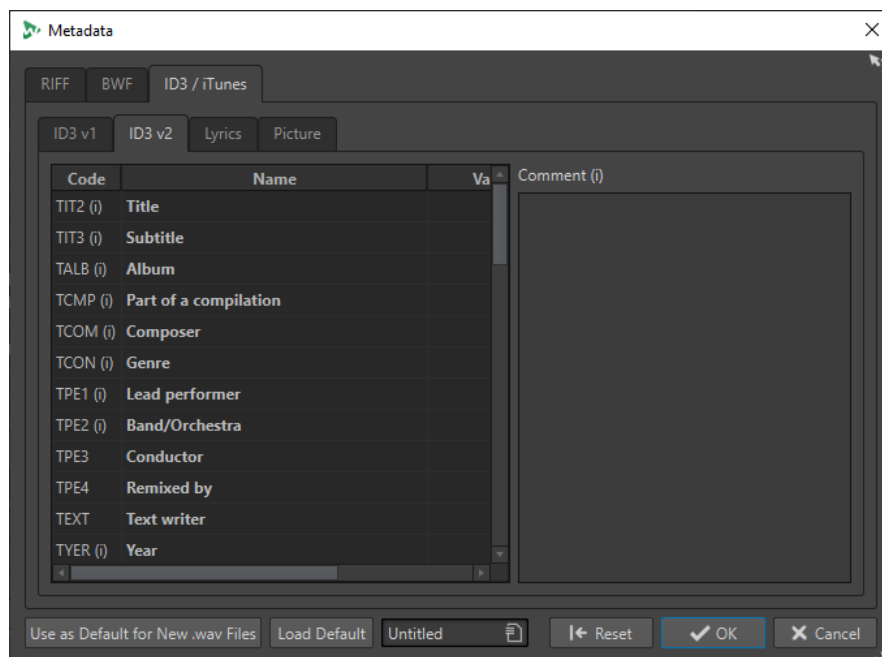 Metadata
RIFF BWF ID3 / iTunes
ID3 v1 ID3 v2 Lyrics Picture
Code Name Va Comment (i)
TIT2 (i) Title
TIT3 (i) Subtitle
TALB (i) Album
TCMP (i) Part of a compilation
TCOM (i) Composer
TCON (i) Genre
TPE1 (i) Lead performer
TPE2 (i) Band/Orchestra
TPE3 Conductor
TPE4 Remixed by
TEXT Text writer
TYER (i) Year
Use as Default for New .wav Files Load Default Untitled Reset OK Cancel